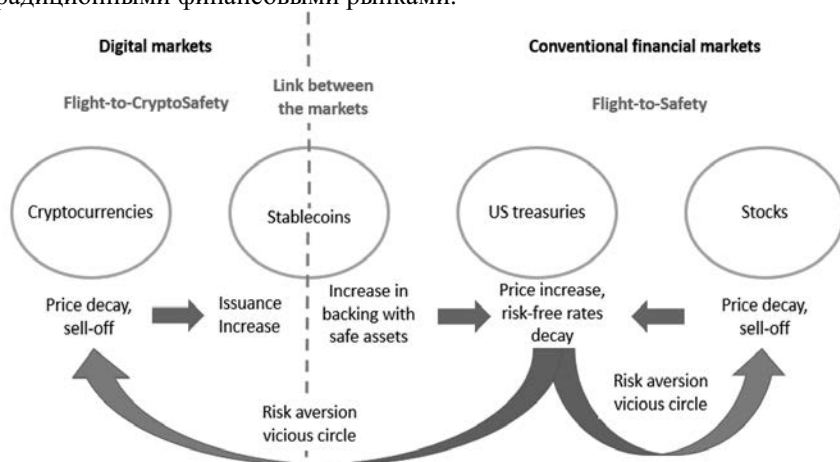 финансовыми рынками.
Digital markets
Conventional financial markets
Flight-to-CryptoSafety
Link between
the markets
Flight-to-Safety
Cryptocurrencies
Stablecoins
US treasuries
Stocks
Price decay,
sell-off
Issuance
Increase
Increase in
backing with
safe assets
Price increase,
risk-free rates
decay
Price decay,
sell-off
Risk aversion
vicious circle
Risk aversion
vicious circle